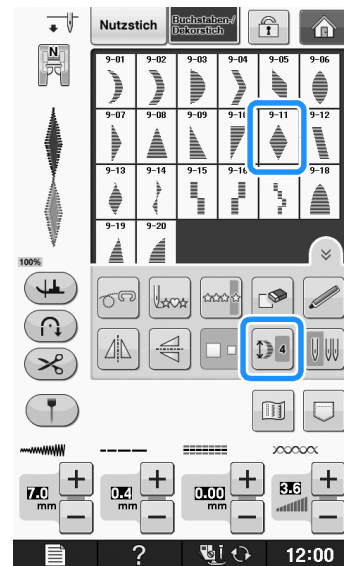 Nutzstich
Buchstaben-/
Dekorstich
N
9-01 9-02 9-03 9-04 9-05 9-06
9-07 9-08 9-09 9-10 9-11 9-12
9-13 9-14 9-15 9-16 9-18
9-19 9-20
100%
4
7.0 mm 0.4 mm 0.00 mm 3.6
? 12:00